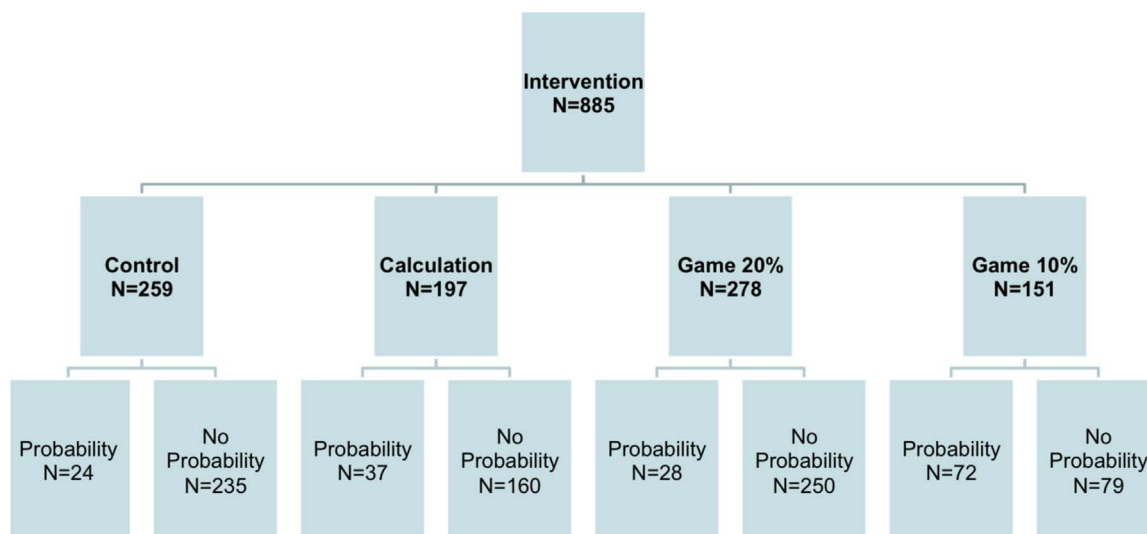 Intervention
N=885
Control
N=259
Calculation
N=197
Game 20%
N=278
Game 10%
N=151
Probability
N=24
No
Probability
N=235
Probability
N=37
No
Probability
N=160
Probability
N=28
No
Probability
N=250
Probability
N=72
No
Probability
N=79